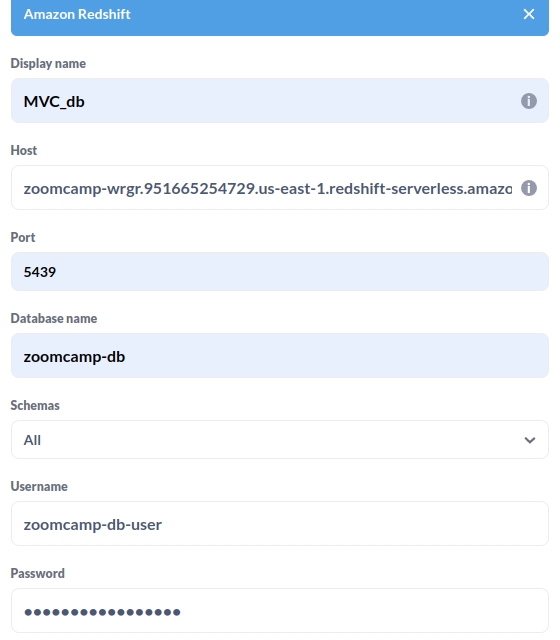 Amazon Redshift
Display name
MVC_db
Host
zoomcamp-wrgr.951665254729.us-east-1.redshift-serverless.amazo
Port
5439
Database name
zoomcamp-db
Schemas
All
Username
zoomcamp-db-user
Password
•••••••••••••••••